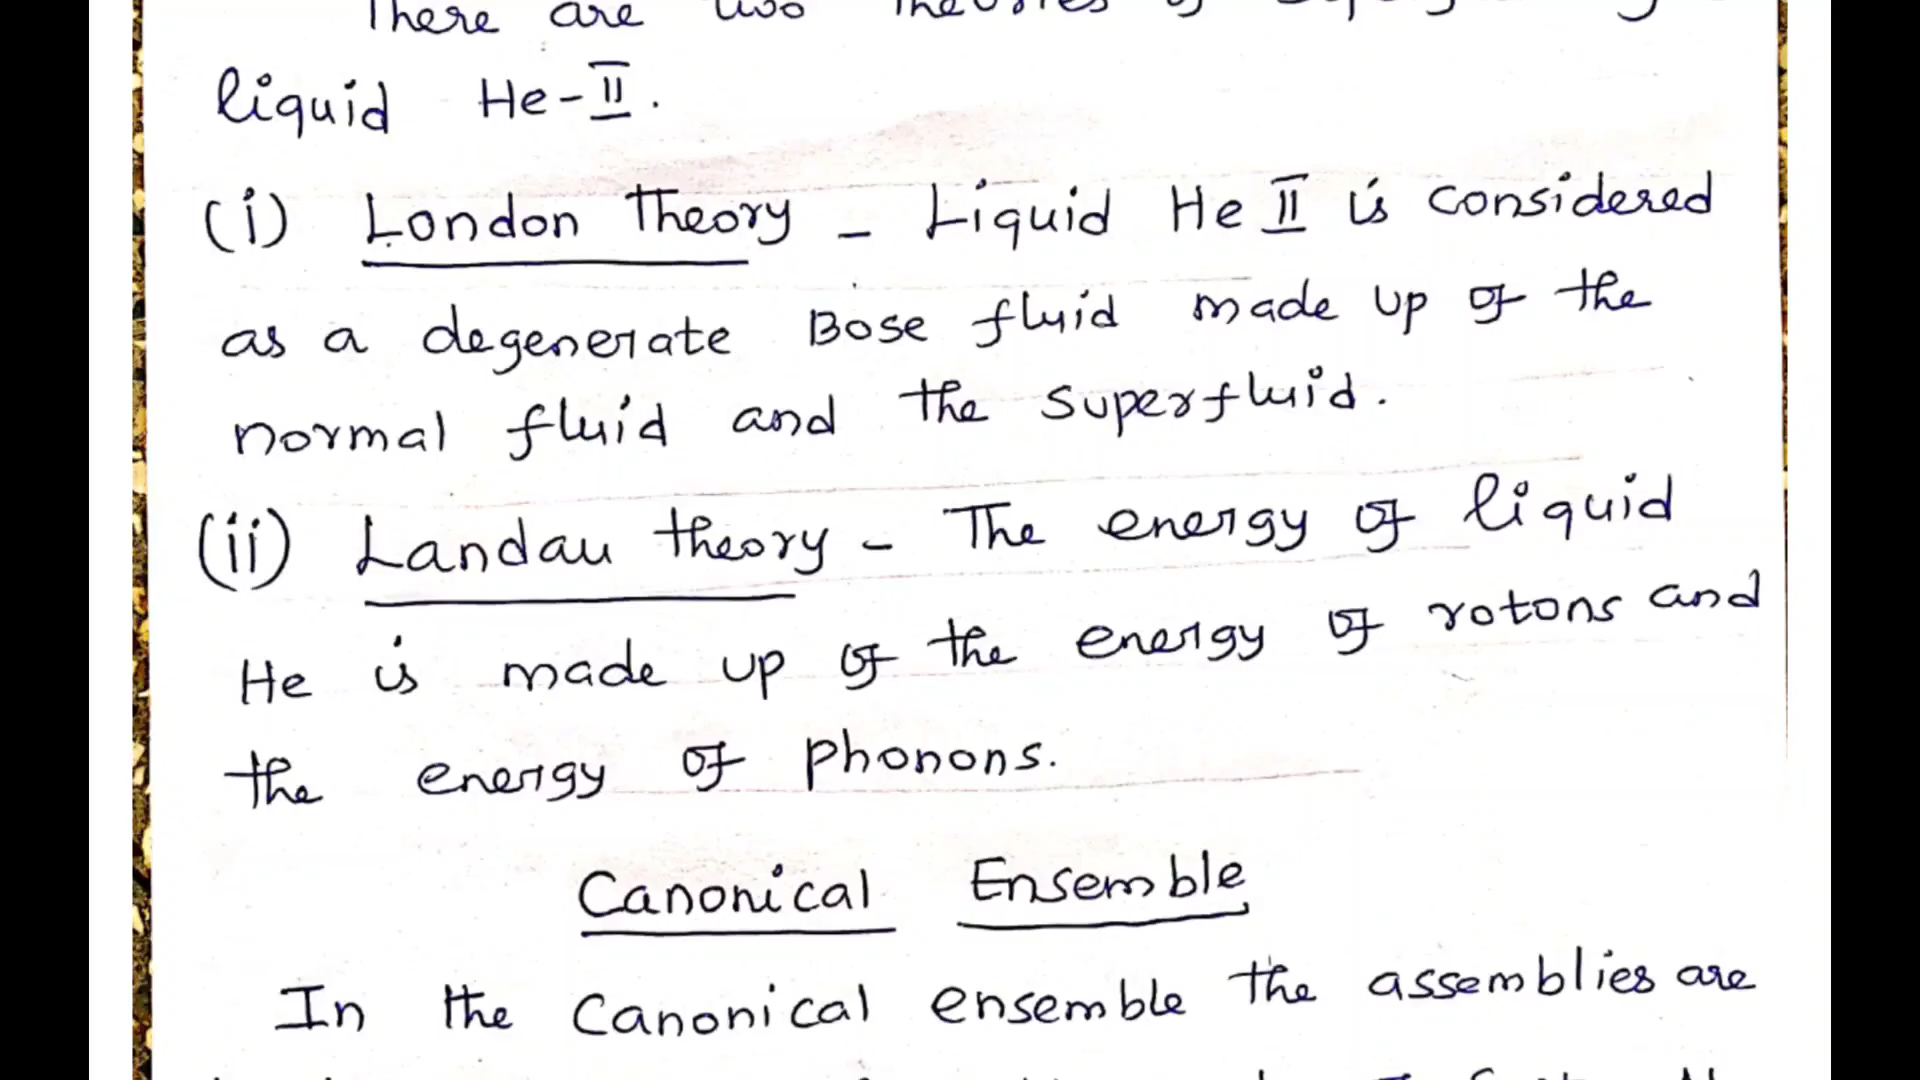 There are two theories of
liquid He-II.
(i) London Theory - Liquid He II is considered
as a degenerate Bose fluid made up of the
normal fluid and the superfluid.
(ii) Landau theory - The energy of liquid
He is made up of the energy of rotons and
the energy of phonons.
Canonical Ensemble
In the canonical ensemble the assemblies are